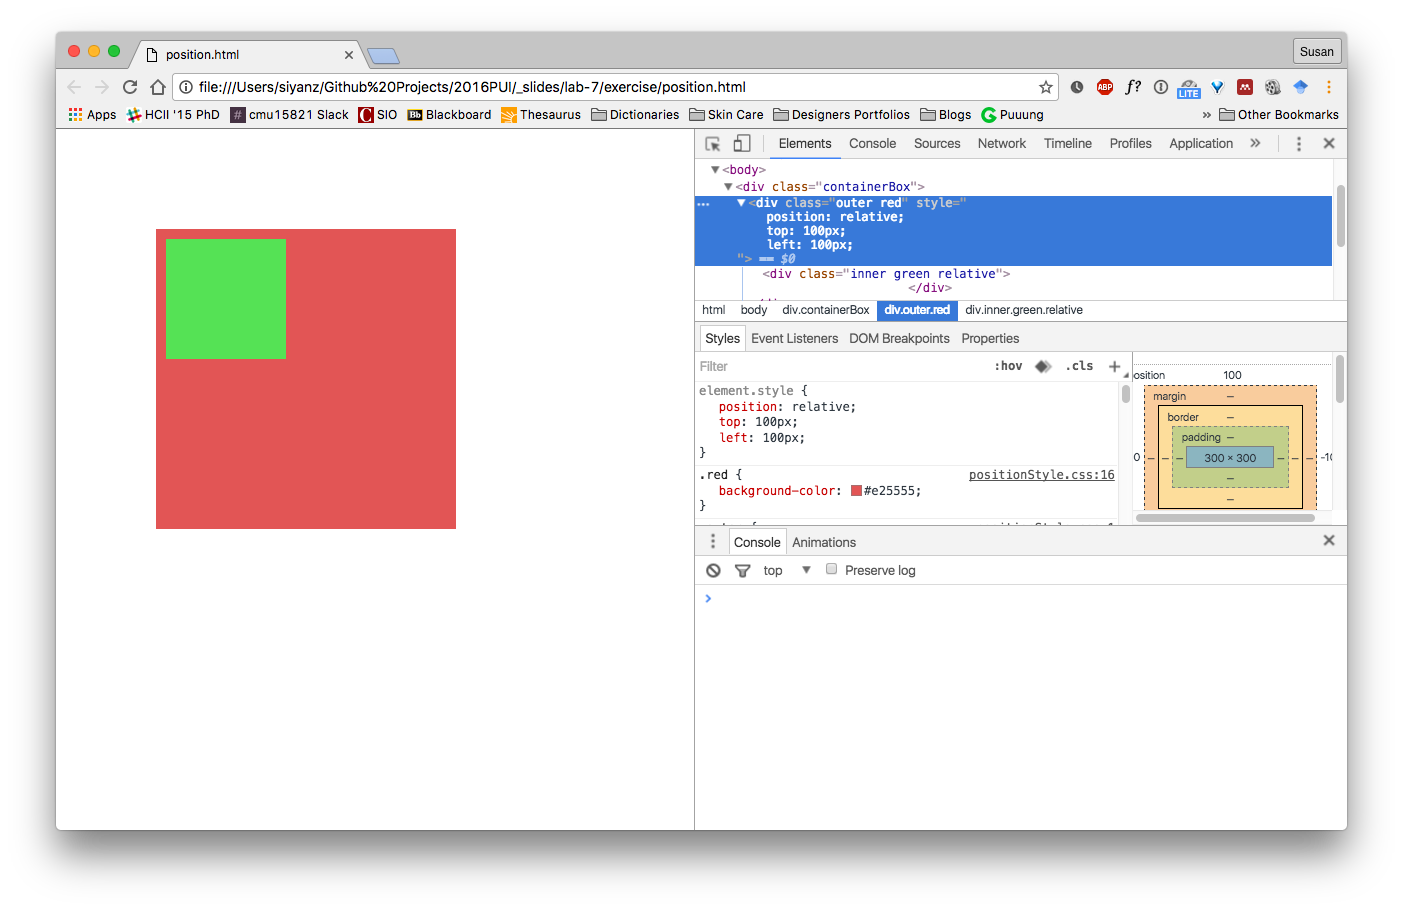 position.html
Susan
file:///Users/siyanz/Github%20Projects/2016PUI/_slides/lab-7/exercise/position.html
ABP f? LITE
Apps HCII '15 PhD # cmu15821 Slack C SIO Bb Blackboard Thesaurus Dictionaries Skin Care Designers Portfolios Blogs Puuung » Other Bookmarks
Elements Console Sources Network Timeline Profiles Application »
▼<body>
▼<div class="containerBox">
… ▼<div class="outer red" style="
position: relative;
top: 100px;
left: 100px;
"> == $0
<div class="inner green relative">
</div>
html body div.containerBox div.outer.red div.inner.green.relative
Styles Event Listeners DOM Breakpoints Properties
Filter :hov .cls +
element.style {
position: relative;
top: 100px;
left: 100px;
}
.red { positionStyle.css:16
background-color: #e25555;
}
osition 100
margin –
border –
padding –
0 – – – 300 × 300 – – – -10
–
–
Console Animations
top ▼ Preserve log
>